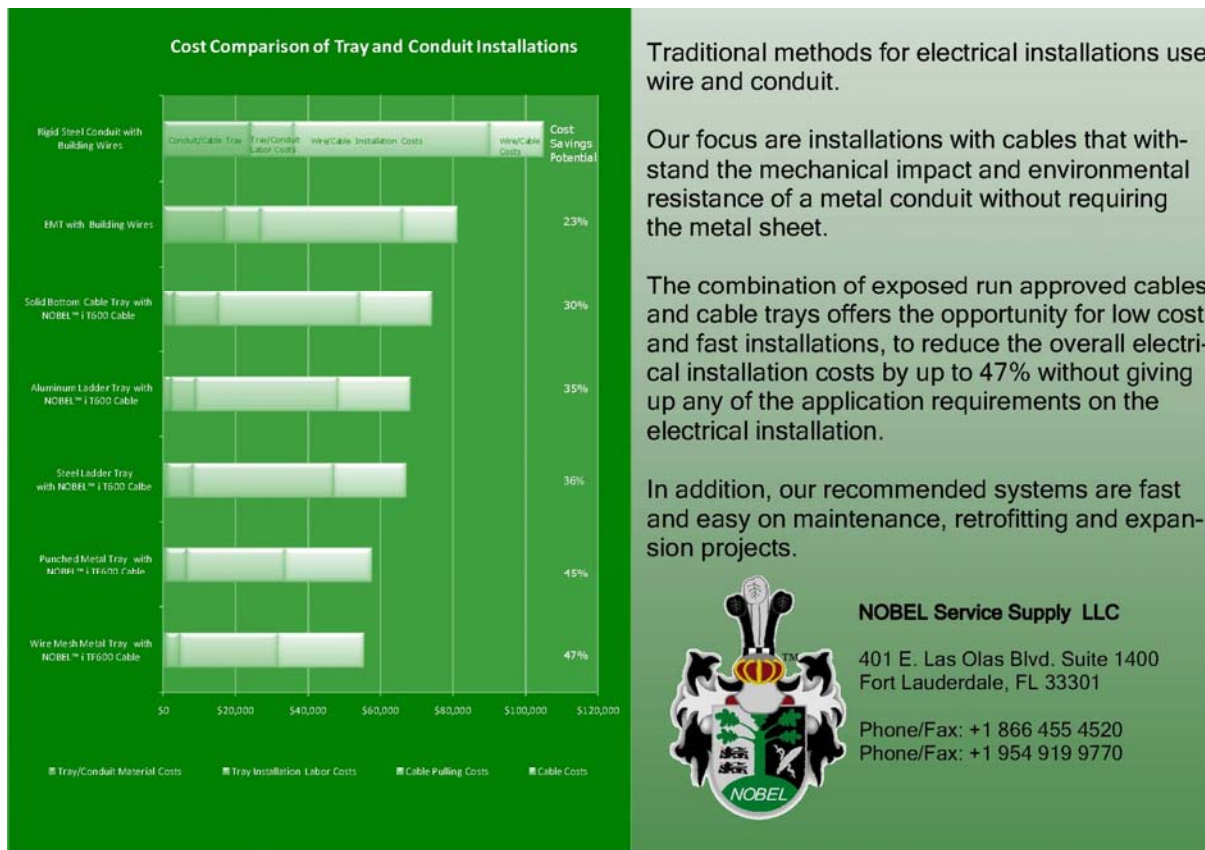 Cost Comparison of Tray and Conduit Installations
Rigid Steel Conduit with
Building Wires
Conduit/Cable Tray
Tray/Conduit
Labor Costs
Wire/Cable Installation Costs
Wire/Cable
Costs
Cost
Savings
Potential
EMT with Building Wires
23%
Solid Bottom Cable Tray with
NOBEL™ i T600 Cable
30%
Aluminum Ladder Tray with
NOBEL™ i T600 Cable
35%
Steel Ladder Tray
with NOBEL™ i T600 Calbe
36%
Punched Metal Tray with
NOBEL™ i TF600 Cable
45%
Wire Mesh Metal Tray with
NOBEL™ i TF600 Cable
47%
$0 $20,000 $40,000 $60,000 $80,000 $100,000 $120,000
Tray/Conduit Material Costs Tray Installation Labor Costs Cable Pulling Costs Cable Costs
Traditional methods for electrical installations use
wire and conduit.
Our focus are installations with cables that with-
stand the mechanical impact and environmental
resistance of a metal conduit without requiring
the metal sheet.
The combination of exposed run approved cables
and cable trays offers the opportunity for low cost
and fast installations, to reduce the overall electri-
cal installation costs by up to 47% without giving
up any of the application requirements on the
electrical installation.
In addition, our recommended systems are fast
and easy on maintenance, retrofitting and expan-
sion projects.
TM
NOBEL
NOBEL Service Supply LLC
401 E. Las Olas Blvd. Suite 1400
Fort Lauderdale, FL 33301
Phone/Fax: +1 866 455 4520
Phone/Fax: +1 954 919 9770